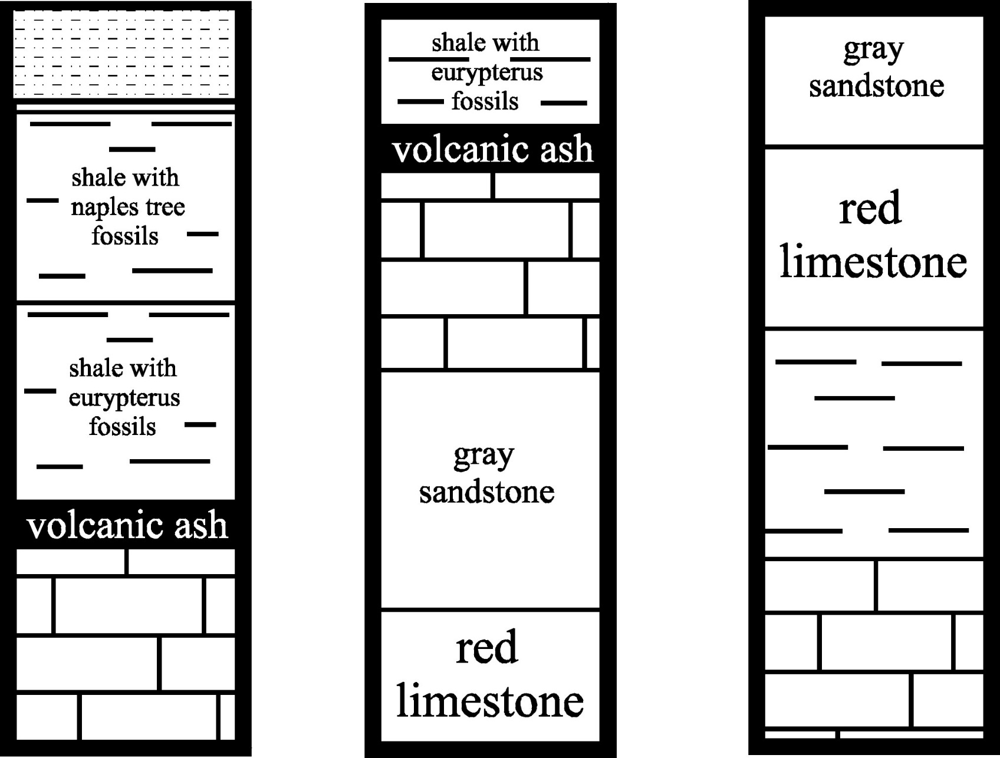 shale with
naples tree
fossils
shale with
eurypterus
fossils
volcanic ash
shale with
eurypterus
fossils
volcanic ash
gray
sandstone
red
limestone
gray
sandstone
red
limestone